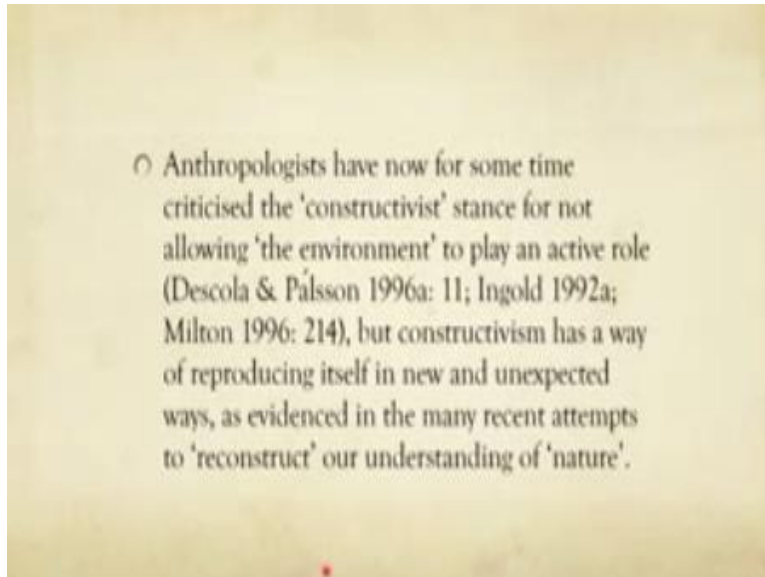 Anthropologists have now for some time
criticised the 'constructivist' stance for not
allowing 'the environment' to play an active role
(Descola & Pálsson 1996a: 11; Ingold 1992a;
Milton 1996: 214), but constructivism has a way
of reproducing itself in new and unexpected
ways, as evidenced in the many recent attempts
to 'reconstruct' our understanding of 'nature'.